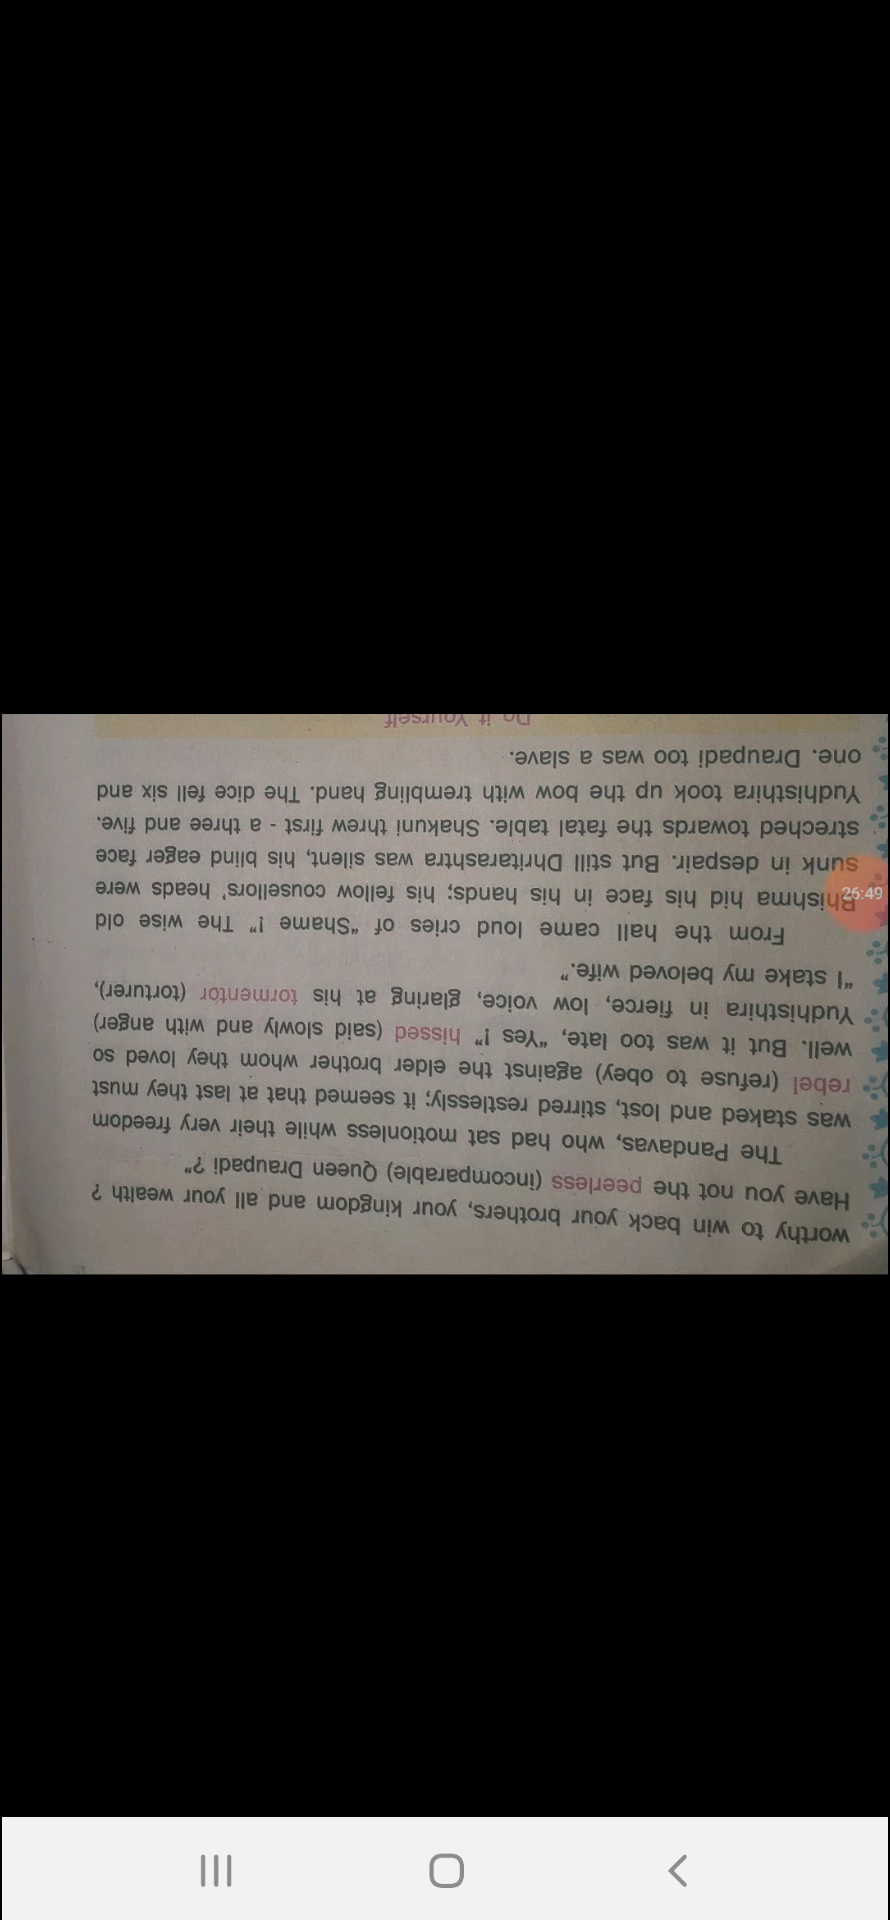 worthy to win back your brothers, your kingdom and all your wealth ?
Have you not the peerless (incomparable) Queen Draupadi ?"
The Pandavas, who had sat motionless while their very freedom
was staked and lost, stirred restlessly; it seemed that at last they must
rebel (refuse to obey) against the elder brother whom they loved so
well. But it was too late, "Yes !" hissed (said slowly and with anger)
Yudhisthira in fierce, low voice, glaring at his tormentor (torturer),
"I stake my beloved wife."
From the hall came loud cries of "Shame !" The wise old
Bhishma hid his face in his hands; his fellow cousellors' heads were
sunk in despair. But still Dhritarashtra was silent, his blind eager face
streched towards the fatal table. Shakuni threw first - a three and five.
Yudhisthira took up the bow with trembling hand. The dice fell six and
one. Draupadi too was a slave.
Do it Yourself
26:49